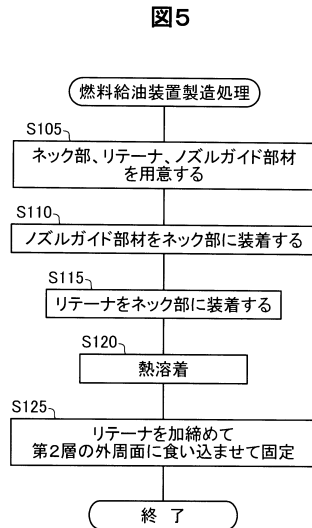 図5
燃料給油装置製造処理
S105
ネック部、リテーナ、ノズルガイド部材
を用意する
S110
ノズルガイド部材をネック部に装着する
S115
リテーナをネック部に装着する
S120
熱溶着
S125
リテーナを加締めて
第2層の外周面に食い込ませて固定
終 了